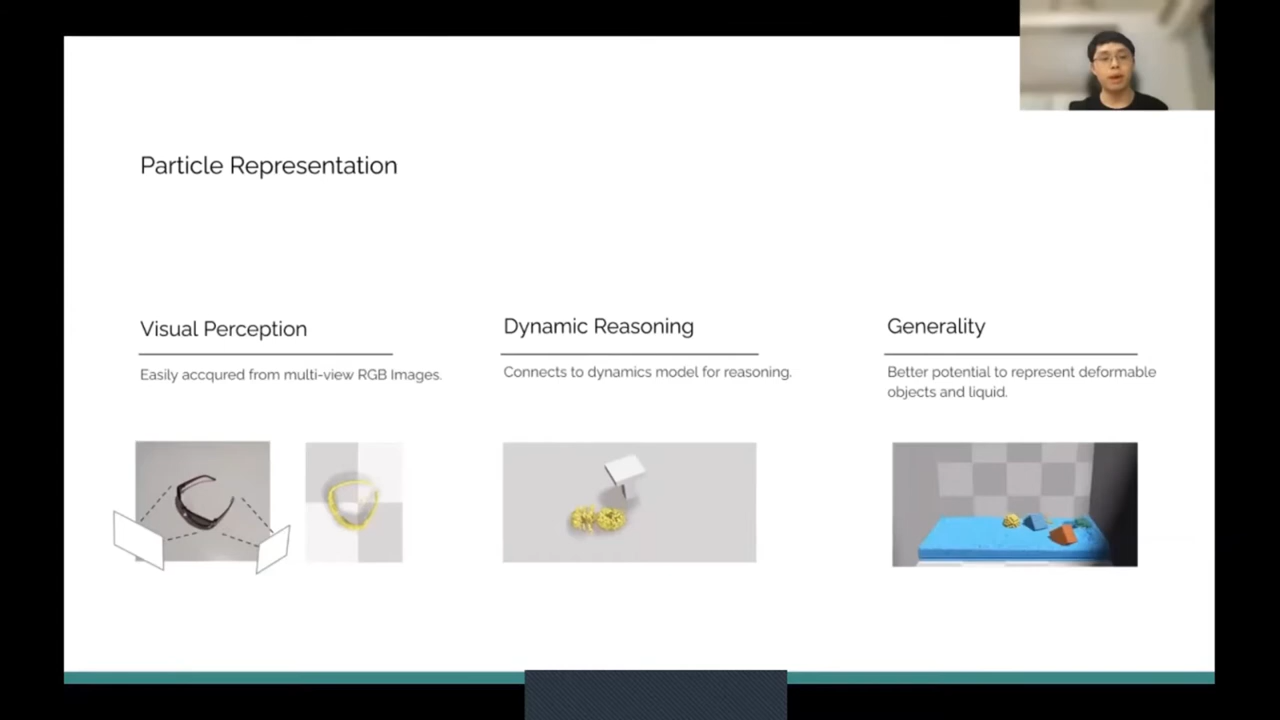 Particle Representation
Visual Perception
Easily accqured from multi-view RGB Images.
Dynamic Reasoning
Connects to dynamics model for reasoning.
Generality
Better potential to represent deformable
objects and liquid.